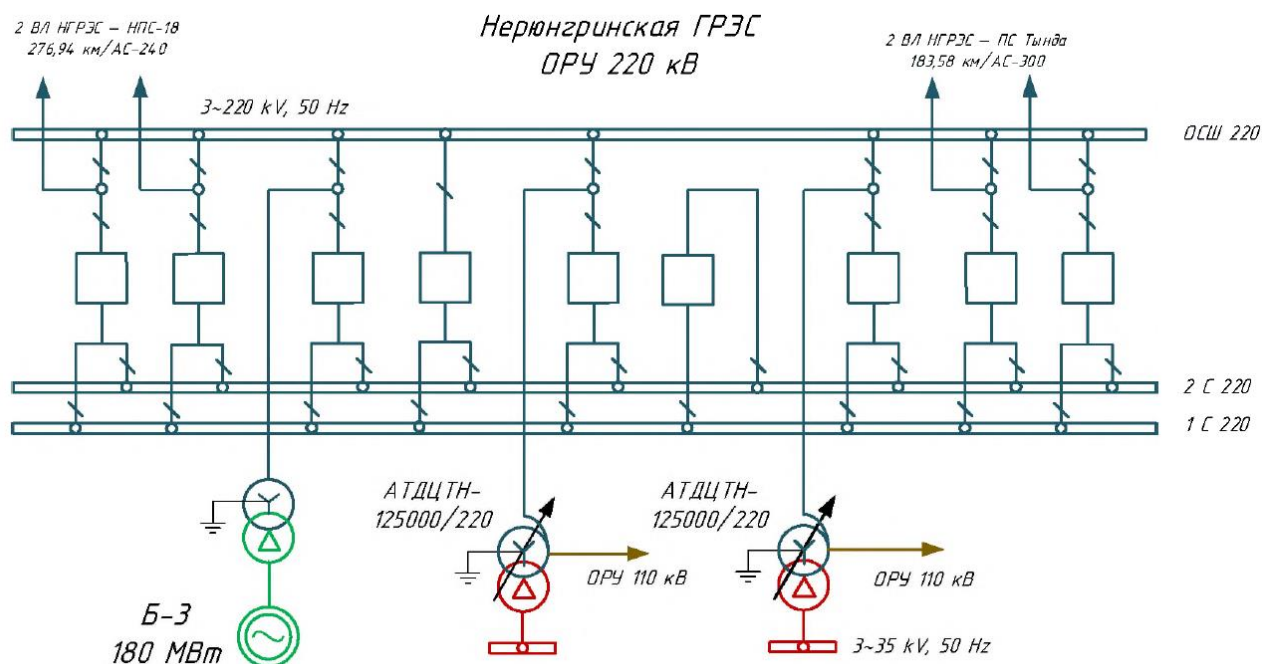 Нерюнгринская ГРЭС
ОРУ 220 кВ
2 ВЛ НГРЭС – НПС-18
276,94 км/АС-240
2 ВЛ НГРЭС – ПС Тында
183,58 км/АС-300
3~220 kV, 50 Hz
ОСШ 220
2 С 220
1 С 220
АТДЦТН-
125000/220
АТДЦТН-
125000/220
ОРУ 110 кВ
ОРУ 110 кВ
Б-3
180 МВт
3~35 kV, 50 Hz